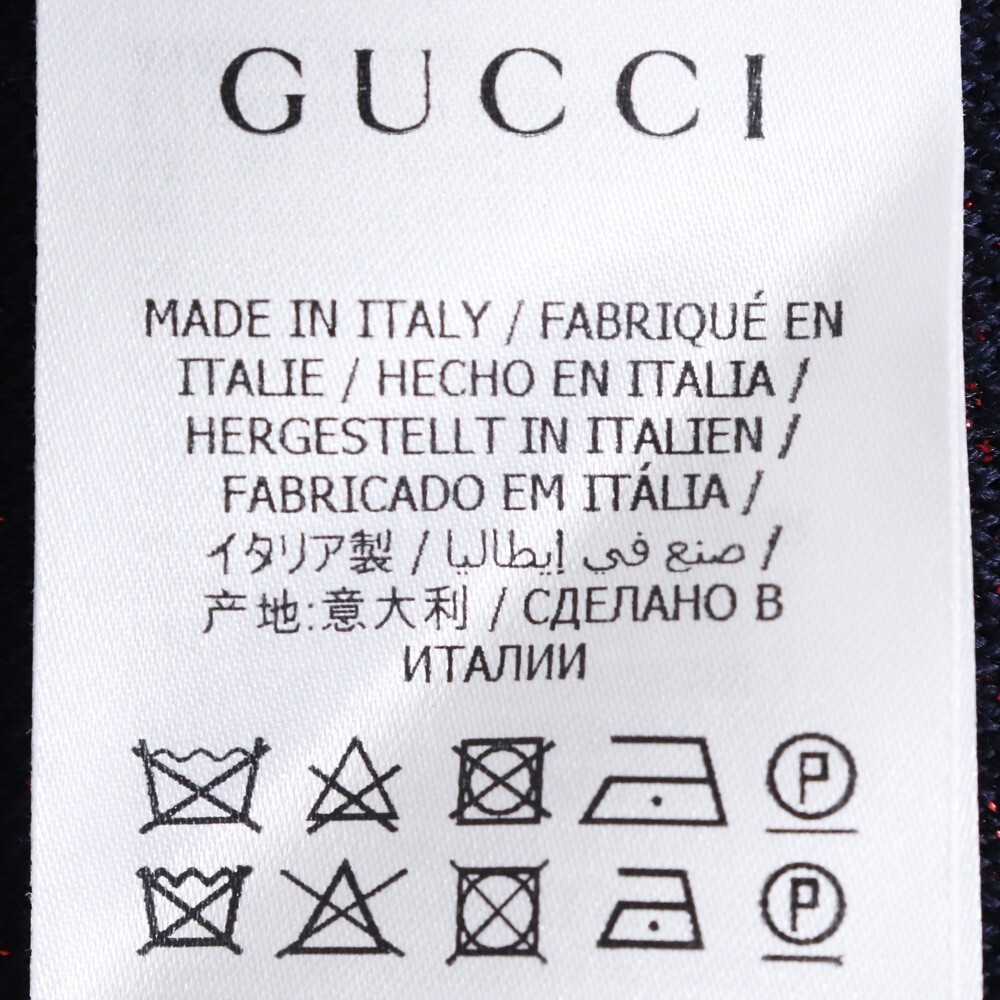 GUCCI
MADE IN ITALY / FABRIQUÉ EN
ITALIE / HECHO EN ITALIA /
HERGESTELLT IN ITALIEN /
FABRICADO EM ITÁLIA /
イタリア製 / صنع في إيطاليا /
产地:意大利 / СДЕЛАНО В
ИТАЛИИ
P
P